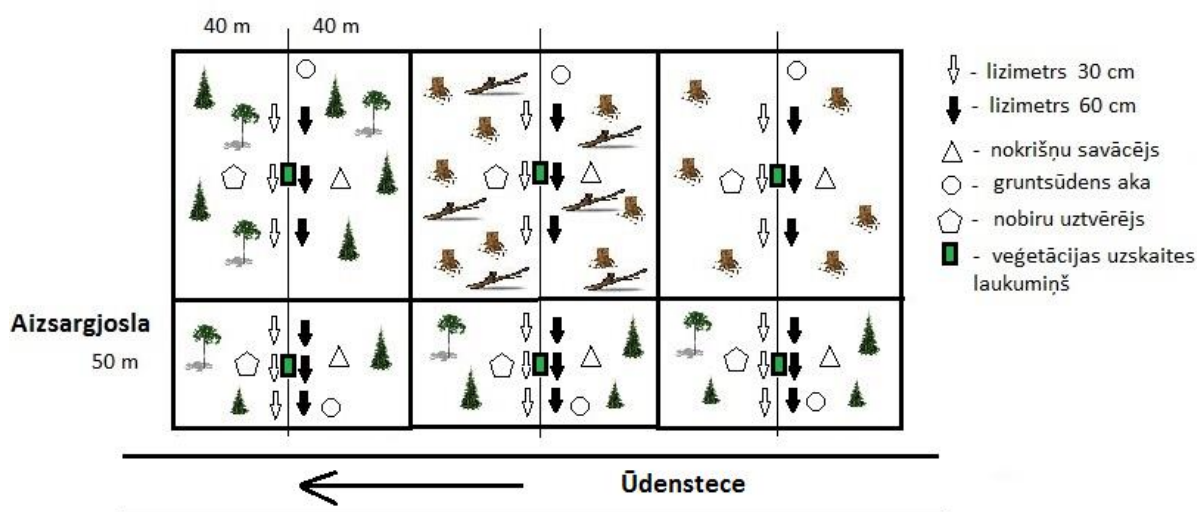 40 m 40 m
- lizimetrs 30 cm
- lizimetrs 60 cm
- nokrišņu savācējs
- gruntsūdens aka
- nobiru uztvērējs
- veģetācijas uzskaites
laukumiņš
Aizsargjosla
50 m
Ūdenstece